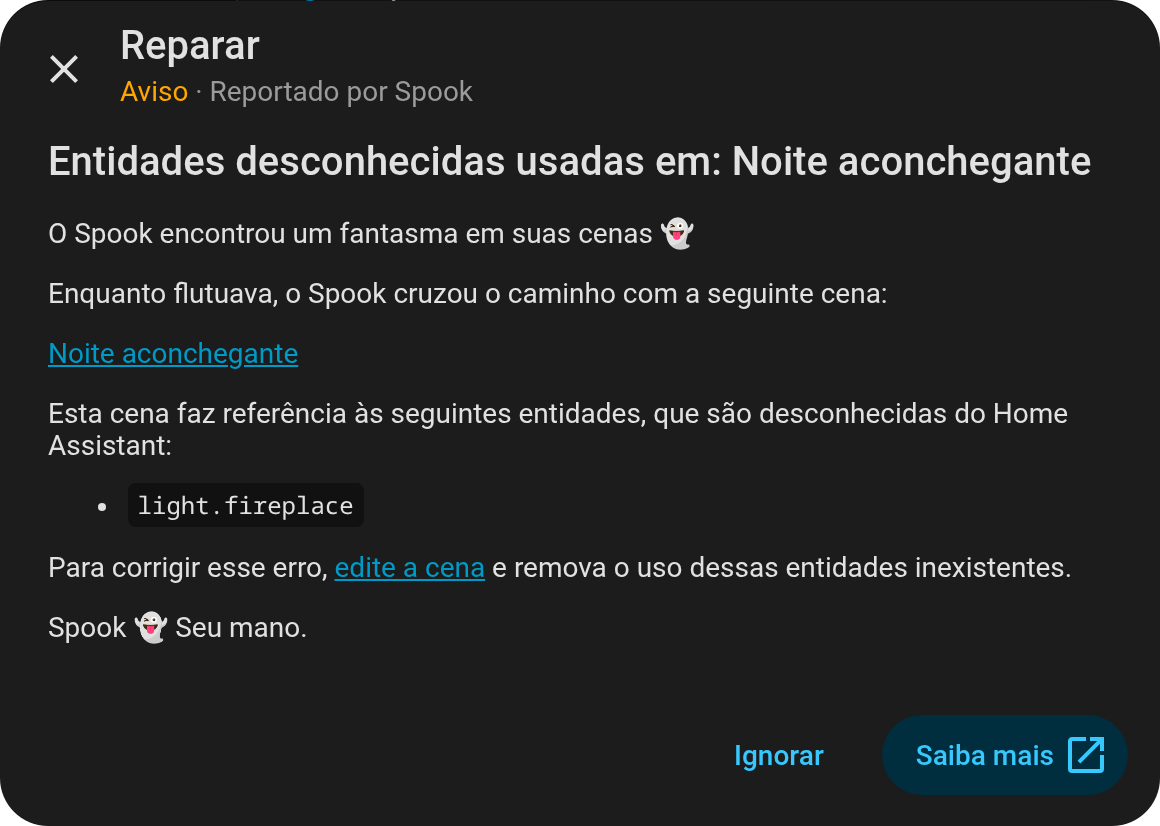 Reparar
Aviso · Reportado por Spook
Entidades desconhecidas usadas em: Noite aconchegante
O Spook encontrou um fantasma em suas cenas 👻
Enquanto flutuava, o Spook cruzou o caminho com a seguinte cena:
Noite aconchegante
Esta cena faz referência às seguintes entidades, que são desconhecidas do Home
Assistant:
• light.fireplace
Para corrigir esse erro, edite a cena e remova o uso dessas entidades inexistentes.
Spook 👻 Seu mano.
Ignorar
Saiba mais